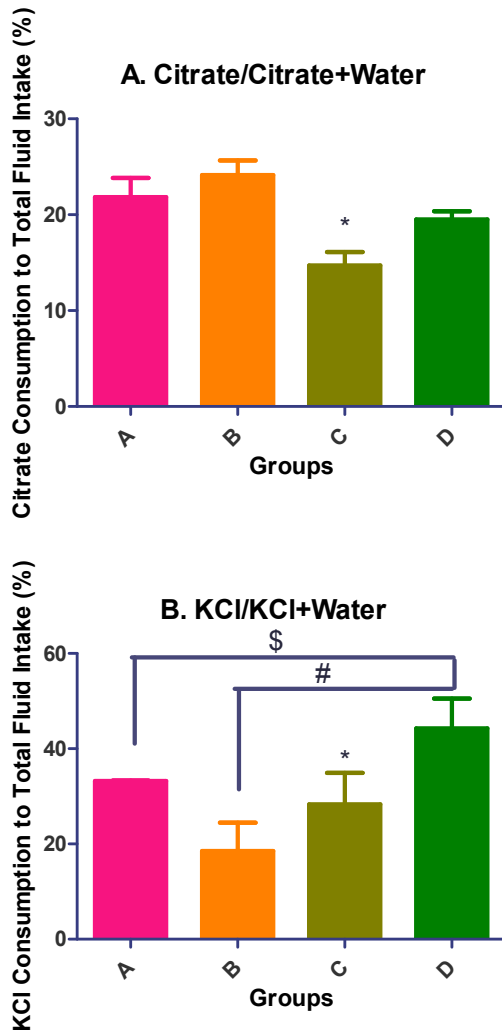 A. Citrate/Citrate+Water
Citrate Consumption to Total Fluid Intake (%)
30
20
10
0
*
A
B
C
D
Groups
B. KCl/KCl+Water
KCl Consumption to Total Fluid Intake (%)
60
40
20
0
$
#
*
A
B
C
D
Groups